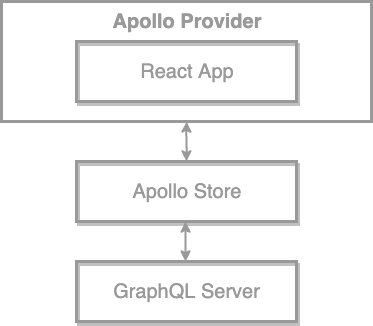 Apollo Provider
React App
Apollo Store
GraphQL Server